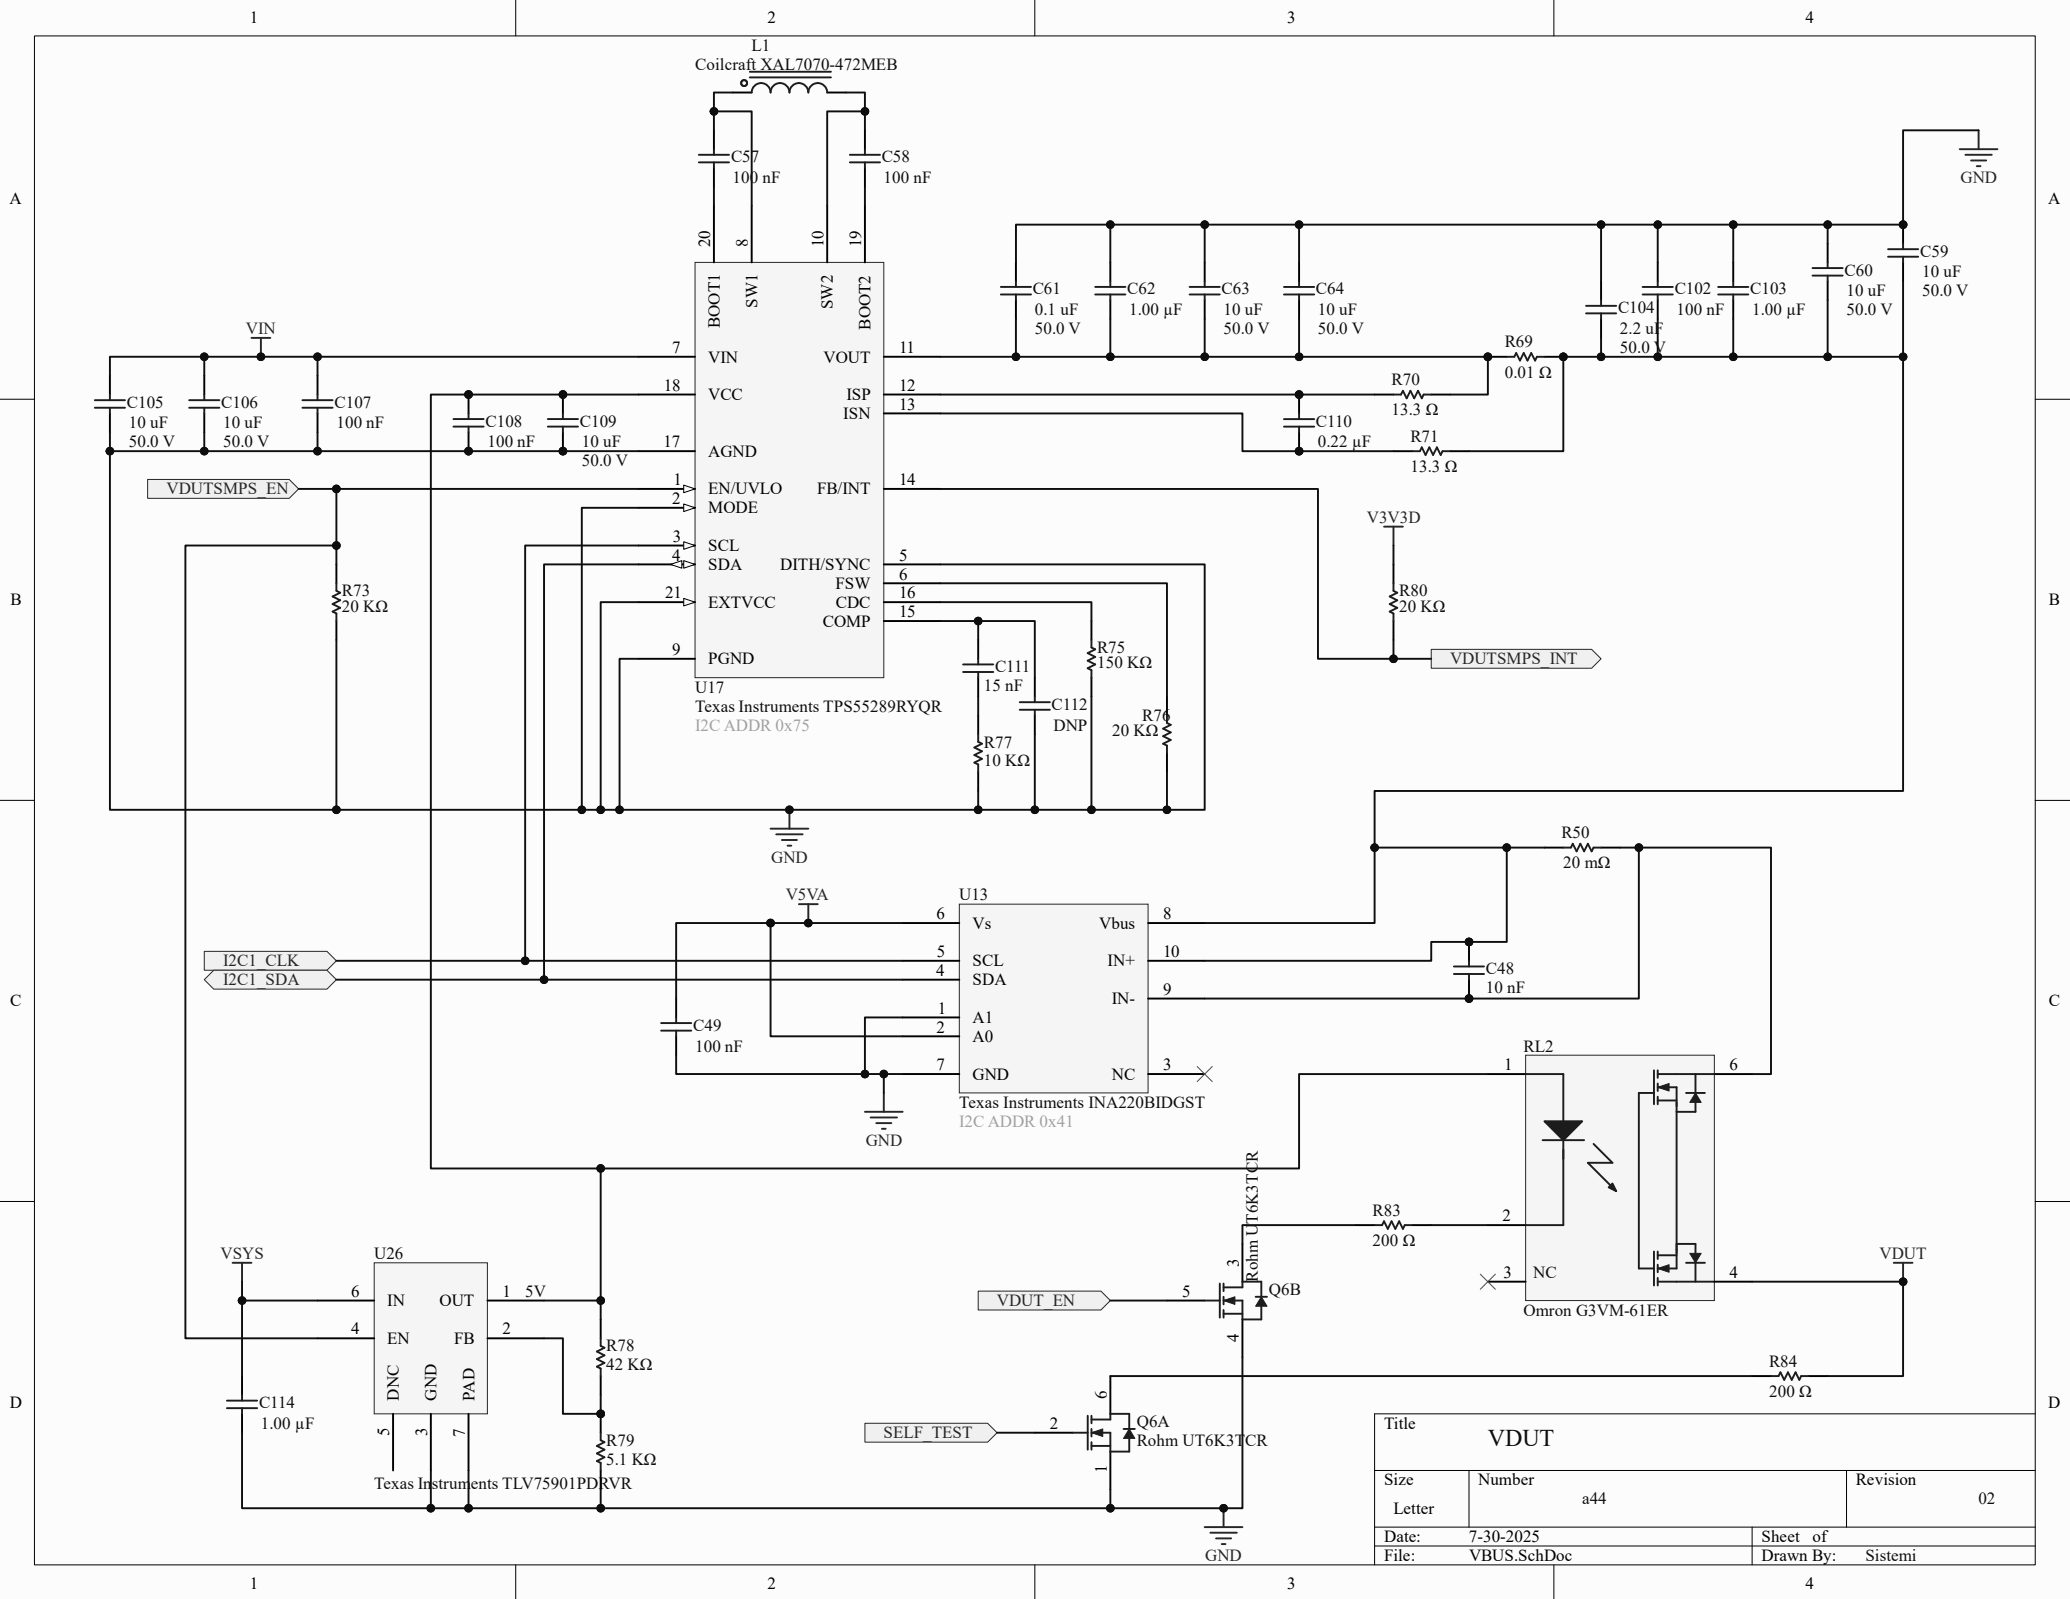 1
2
3
4
A
A
B
B
C
C
D
D
L1
Coilcraft XAL7070-472MEB
C57
100 nF
C58
100 nF
20
8
10
19
BOOT1
SW1
SW2
BOOT2
GND
C61
0.1 uF
50.0 V
C62
1.00 µF
C63
10 uF
50.0 V
C64
10 uF
50.0 V
C104
2.2 uF
50.0 V
C102
100 nF
C103
1.00 µF
C60
10 uF
50.0 V
C59
10 uF
50.0 V
VIN
C105
10 uF
50.0 V
C106
10 uF
50.0 V
C107
100 nF
C108
100 nF
C109
10 uF
50.0 V
7
VIN
18
VCC
17
AGND
1
EN/UVLO
2
MODE
3
SCL
4
SDA
21
EXTVCC
9
PGND
VOUT
11
ISP
12
ISN
13
FB/INT
14
DITH/SYNC
5
FSW
6
CDC
16
COMP
15
U17
Texas Instruments TPS55289RYQR
I2C ADDR 0x75
R69
0.01 Ω
R70
13.3 Ω
C110
0.22 µF
R71
13.3 Ω
VDUTSMPS_EN
R73
20 KΩ
V3V3D
R80
20 KΩ
VDUTSMPS_INT
C111
15 nF
C112
DNP
R75
150 KΩ
R76
20 KΩ
R77
10 KΩ
GND
R50
20 mΩ
V5VA
U13
6
Vs
5
SCL
4
SDA
1
A1
2
A0
7
GND
Vbus
8
IN+
10
IN-
9
NC
3
Texas Instruments INA220BIDGST
I2C ADDR 0x41
I2C1_CLK
I2C1_SDA
C49
100 nF
GND
C48
10 nF
RL2
1
2
3
NC
6
4
Omron G3VM-61ER
R83
200 Ω
VDUT
VSYS
U26
6
IN
4
EN
OUT
1
5V
FB
2
DNC
GND
PAD
5
3
7
Texas Instruments TLV75901PDRVR
C114
1.00 µF
R78
42 KΩ
R79
5.1 KΩ
VDUT_EN
5
3
4
Rohm UT6K3TCR
Q6B
R84
200 Ω
SELF_TEST
2
6
1
Q6A
Rohm UT6K3TCR
GND
Title
VDUT
Size
Letter
Number
a44
Revision
02
Date:
7-30-2025
Sheet of
File:
VBUS.SchDoc
Drawn By:
Sistemi
1
2
3
4